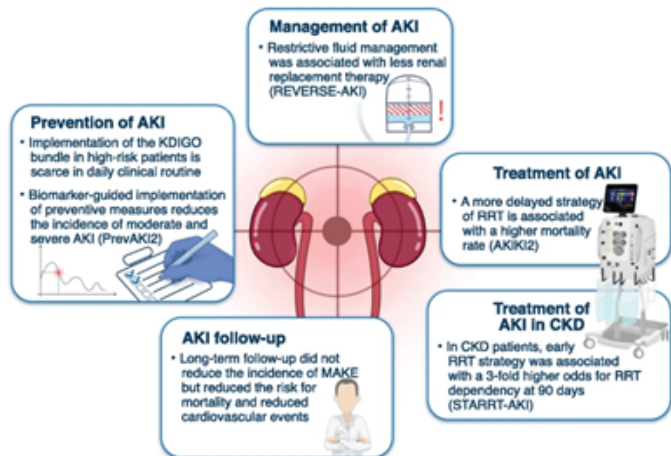 Management of AKI
• Restrictive fluid management
was associated with less renal
replacement therapy
(REVERSE-AKI)
Prevention of AKI
• Implementation of the KDIGO
bundle in high-risk patients is
scarce in daily clinical routine
• Biomarker-guided implementation
of preventive measures reduces
the incidence of moderate and
severe AKI (PrevAKI2)
Treatment of AKI
• A more delayed strategy
of RRT is associated
with a higher mortality
rate (AKIKI2)
Treatment of
AKI in CKD
• In CKD patients, early
RRT strategy was associated
with a 3-fold higher odds for RRT
dependency at 90 days
(STARRT-AKI)
AKI follow-up
• Long-term follow-up did not
reduce the incidence of MAKE
but reduced the risk for
mortality and reduced
cardiovascular events